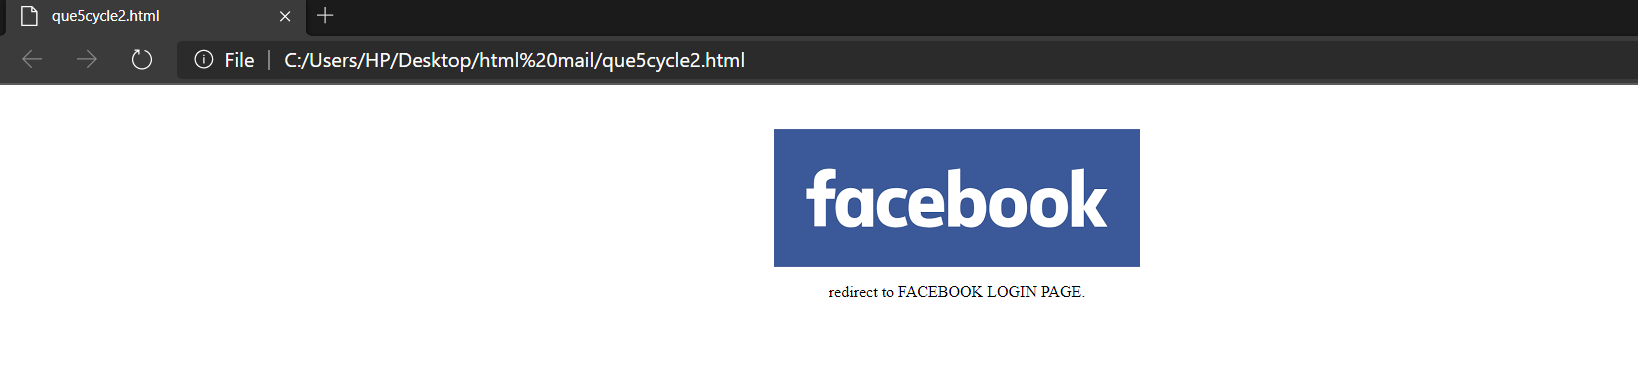 que5cycle2.html
File | C:/Users/HP/Desktop/html%20mail/que5cycle2.html
facebook
redirect to FACEBOOK LOGIN PAGE.